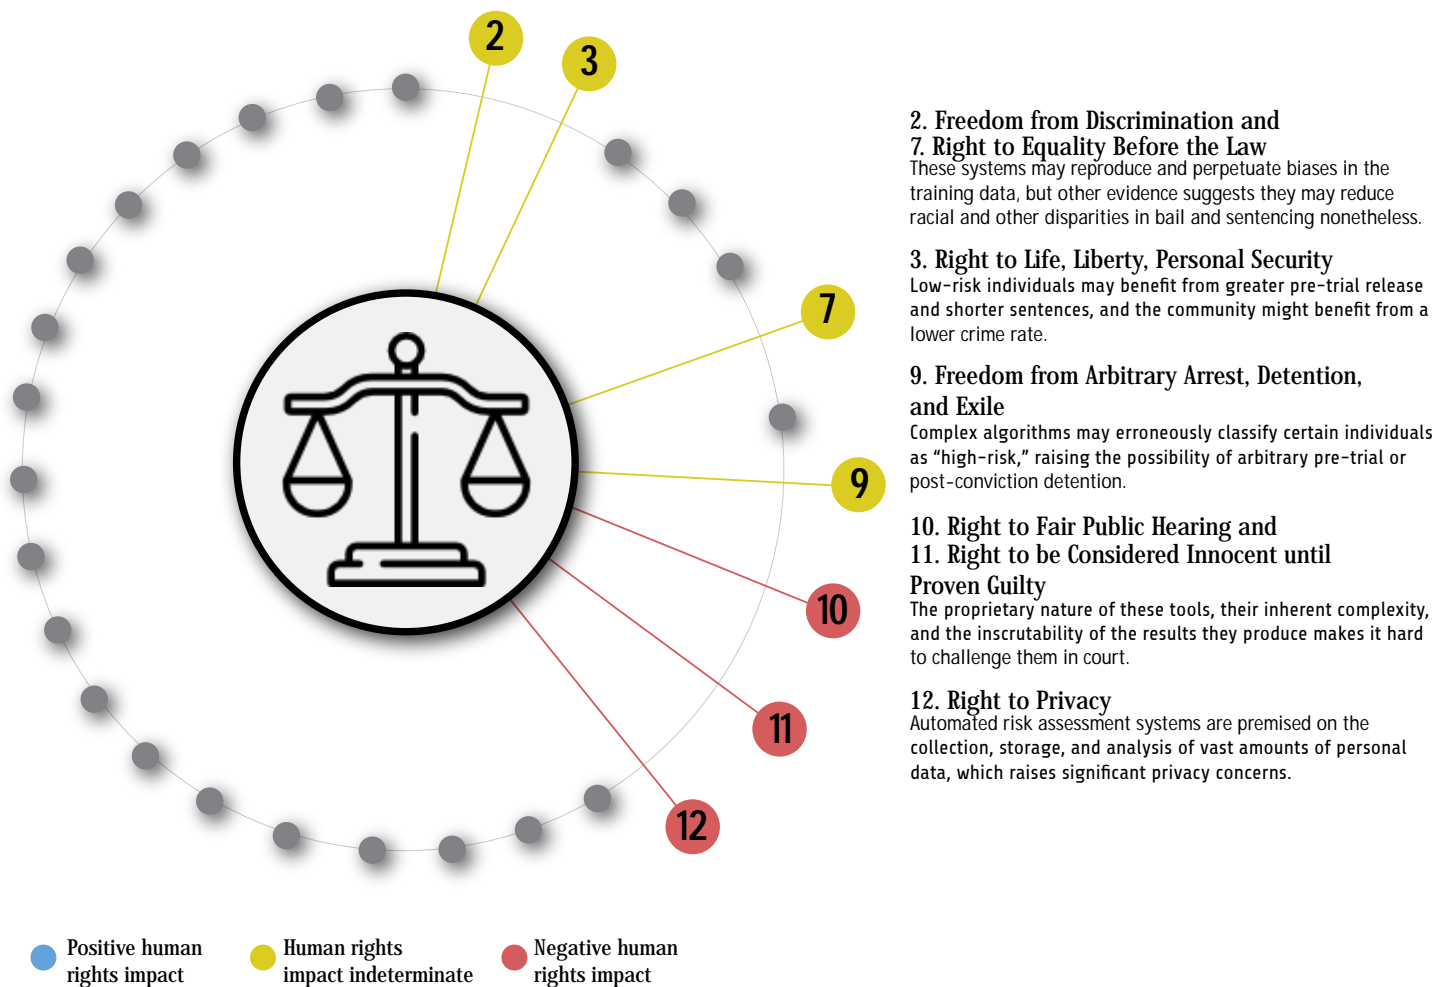 2
3
7
9
10
11
12
2. Freedom from Discrimination and
7. Right to Equality Before the Law
These systems may reproduce and perpetuate biases in the
training data, but other evidence suggests they may reduce
racial and other disparities in bail and sentencing nonetheless.
3. Right to Life, Liberty, Personal Security
Low-risk individuals may benefit from greater pre-trial release
and shorter sentences, and the community might benefit from a
lower crime rate.
9. Freedom from Arbitrary Arrest, Detention,
and Exile
Complex algorithms may erroneously classify certain individuals
as “high-risk,” raising the possibility of arbitrary pre-trial or
post-conviction detention.
10. Right to Fair Public Hearing and
11. Right to be Considered Innocent until
Proven Guilty
The proprietary nature of these tools, their inherent complexity,
and the inscrutability of the results they produce makes it hard
to challenge them in court.
12. Right to Privacy
Automated risk assessment systems are premised on the
collection, storage, and analysis of vast amounts of personal
data, which raises significant privacy concerns.
Positive human
rights impact
Human rights
impact indeterminate
Negative human
rights impact